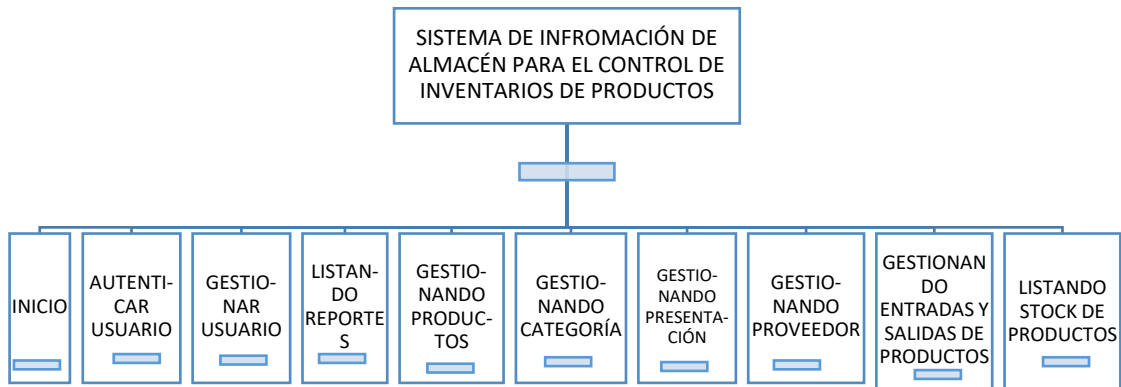 SISTEMA DE INFROMACIÓN DE
ALMACÉN PARA EL CONTROL DE
INVENTARIOS DE PRODUCTOS
INICIO
AUTENTI-
CAR
USUARIO
GESTIO-
NAR
USUARIO
LISTAN-
DO
REPORTE
S
GESTIO-
NANDO
PRODUC-
TOS
GESTIO-
NANDO
CATEGORÍA
GESTIO-
NANDO
PRESENTA-
CIÓN
GESTIO-
NANDO
PROVEEDOR
GESTIONAN
DO
ENTRADAS Y
SALIDAS DE
PRODUCTOS
LISTANDO
STOCK DE
PRODUCTOS